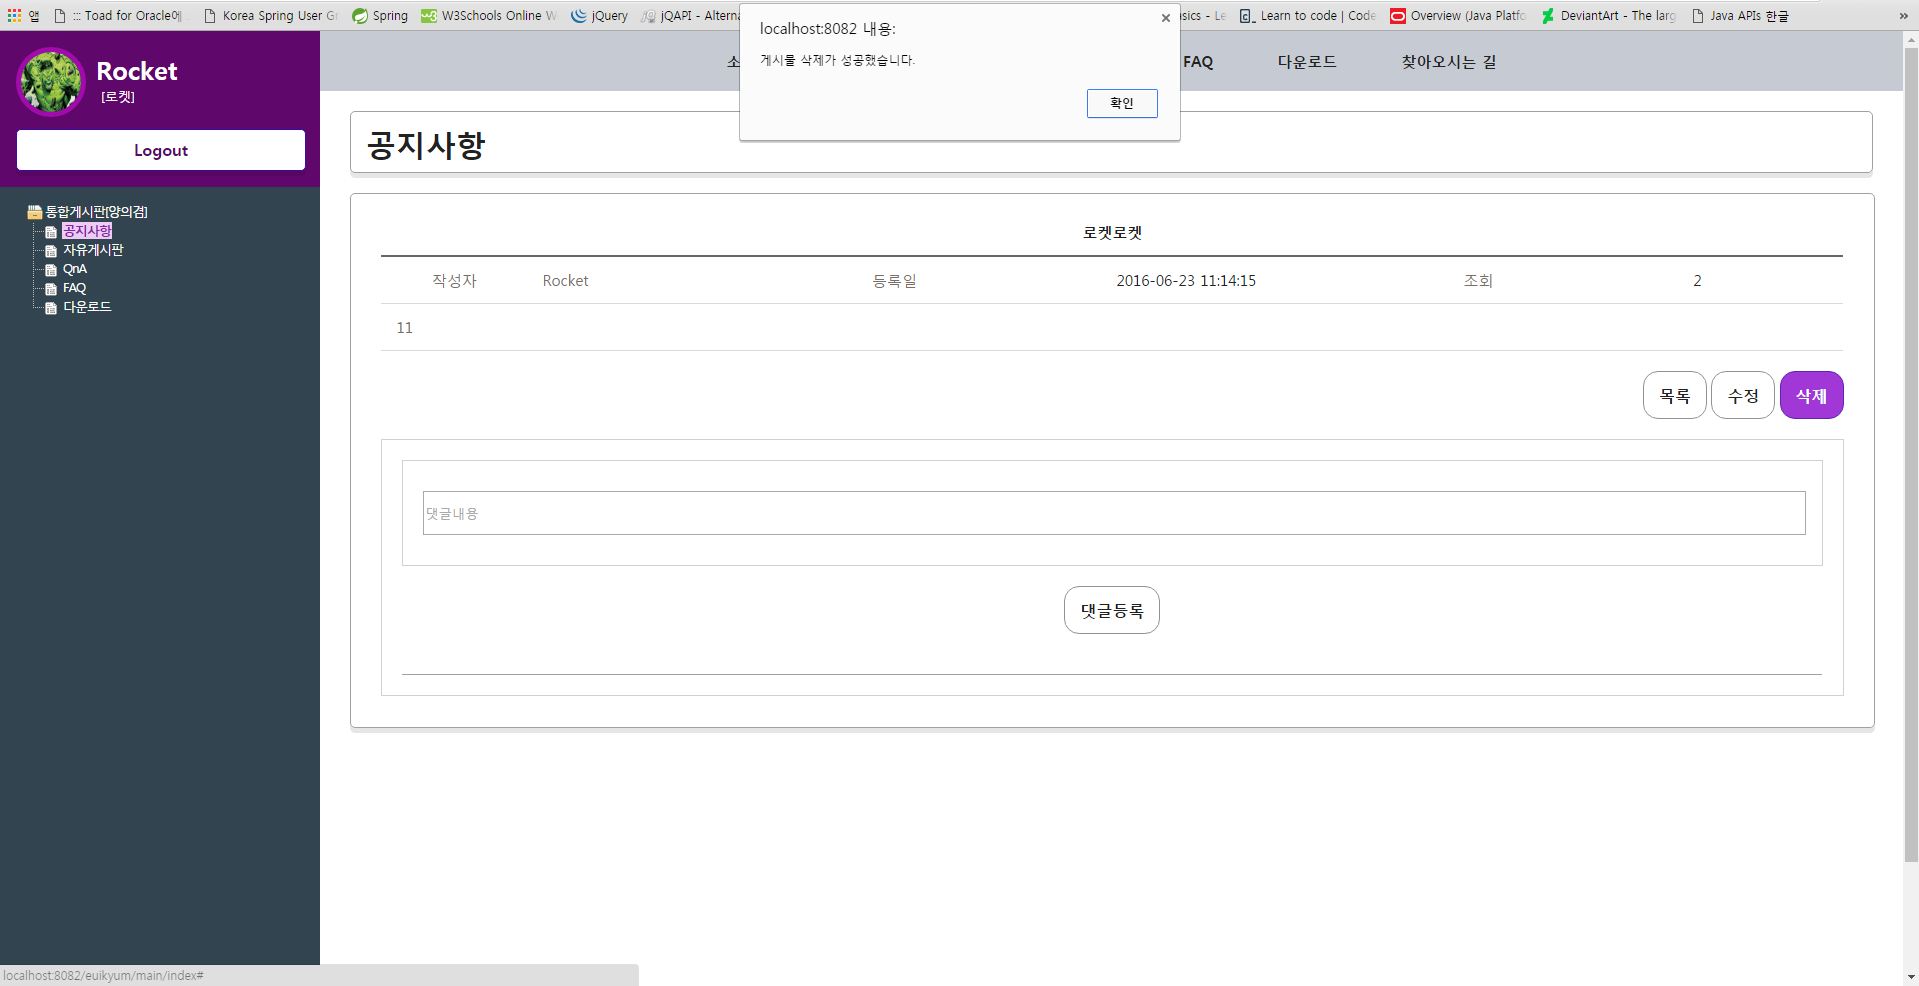 앱 ::: Toad for Oracle에 Korea Spring User Gr Spring W3Schools Online W jQuery jQAPI - Alterna asics - Le Learn to code | Code Overview (Java Platfo DeviantArt - The larg Java APIs 한글 »
localhost:8082 내용:
게시물 삭제가 성공했습니다.
확인
Rocket
[로켓]
Logout
통합게시판[양의겸]
공지사항
자유게시판
QnA
FAQ
다운로드
소 FAQ 다운로드 찾아오시는 길
공지사항
로켓로켓
작성자 Rocket 등록일 2016-06-23 11:14:15 조회 2
11
목록 수정 삭제
댓글내용
댓글등록
localhost:8082/euikyum/main/index#